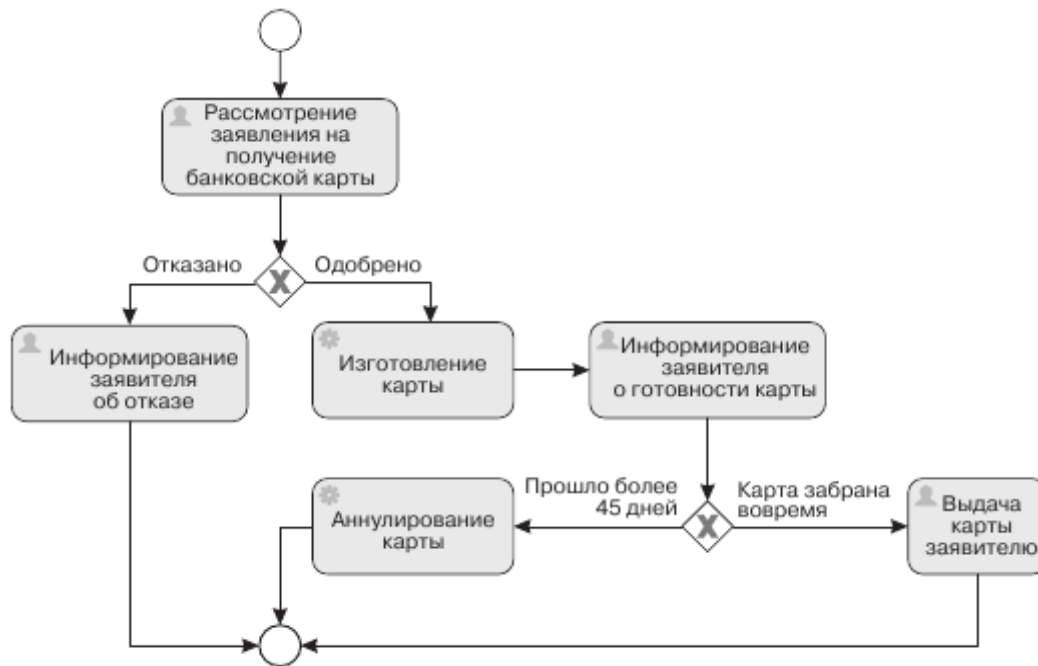 Рассмотрение
заявления на
получение
банковской карты
Отказано
Одобрено
Информирование
заявителя
об отказе
Изготовление
карты
Информирование
заявителя
о готовности карты
Прошло более
45 дней
Карта забрана
вовремя
Аннулирование
карты
Выдача
карты
заявителю